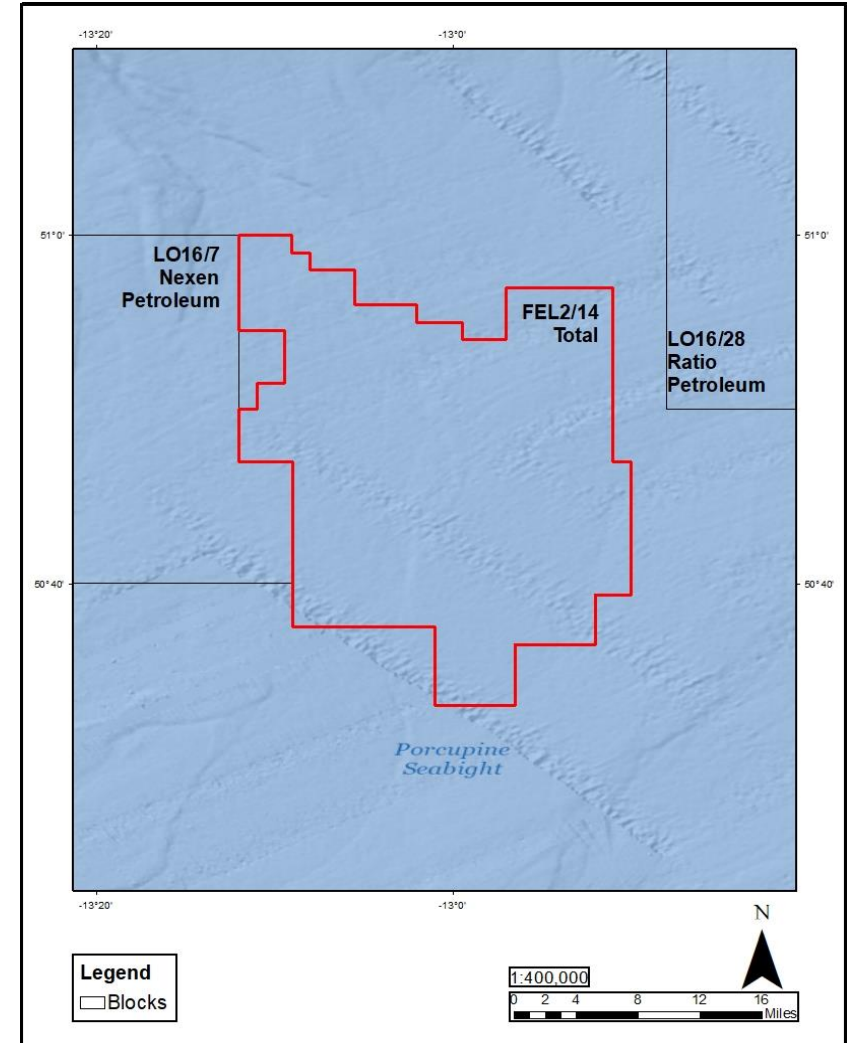 -13°20'
-13°0'
51°0'
51°0'
LO16/7
Nexen
Petroleum
FEL2/14
Total
LO16/28
Ratio
Petroleum
50°40'
50°40'
Porcupine
Seabight
-13°20'
-13°0'
N
Legend
Blocks
1:400,000
0 2 4 8 12 16
Miles